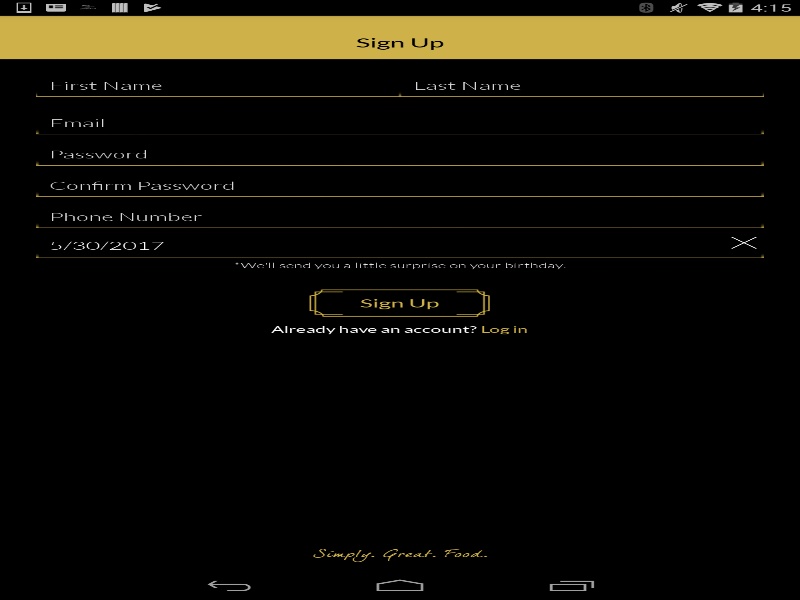 4:15
Sign Up
First Name Last Name
Email
Password
Confirm Password
Phone Number
5/30/2017
*We'll send you a little surprise on your birthday.
Sign Up
Already have an account? Log in
Simply. Great. Food.